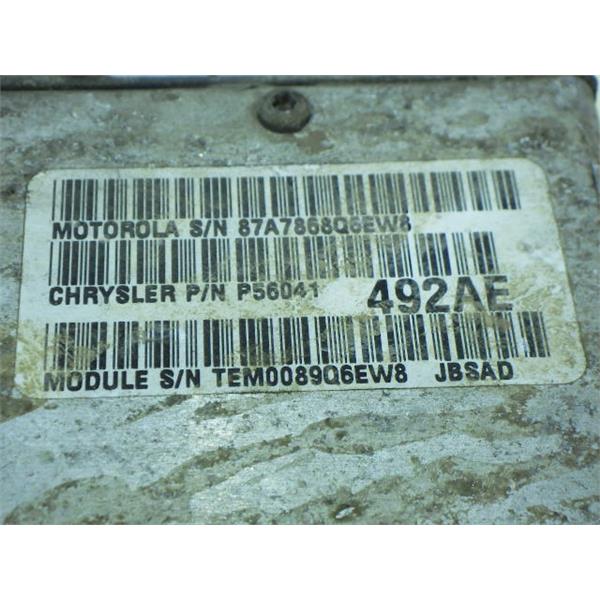 MOTOROLA S/N 87A7868Q6EW8
CHRYSLER P/N P56041 492AE
MODULE S/N TEM0089Q6EW8 JBSAD